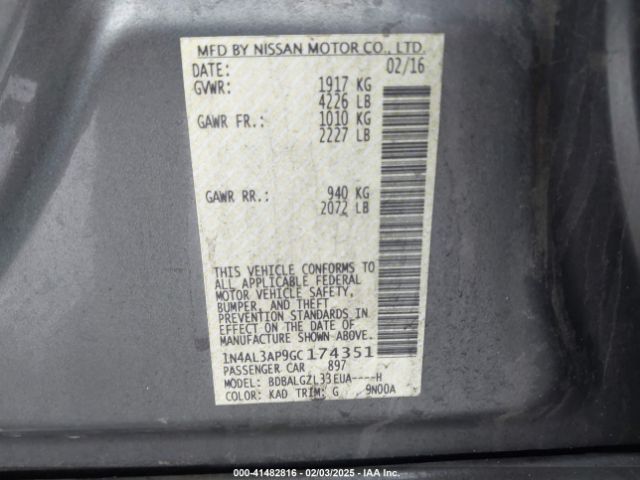 MFD BY NISSAN MOTOR CO., LTD.
DATE: 02/16
GVWR: 1917 KG
4226 LB
GAWR FR.: 1010 KG
2227 LB
GAWR RR.: 940 KG
2072 LB
THIS VEHICLE CONFORMS TO
ALL APPLICABLE FEDERAL
MOTOR VEHICLE SAFETY,
BUMPER, AND THEFT
PREVENTION STANDARDS IN
EFFECT ON THE DATE OF
MANUFACTURE SHOWN ABOVE.
1N4AL3AP9GC174351
PASSENGER CAR 897
MODEL: BDBALGZL33EUA----H
COLOR: KAD TRIM: G 9N00A
000-41482816 - 02/03/2025 - IAA Inc.